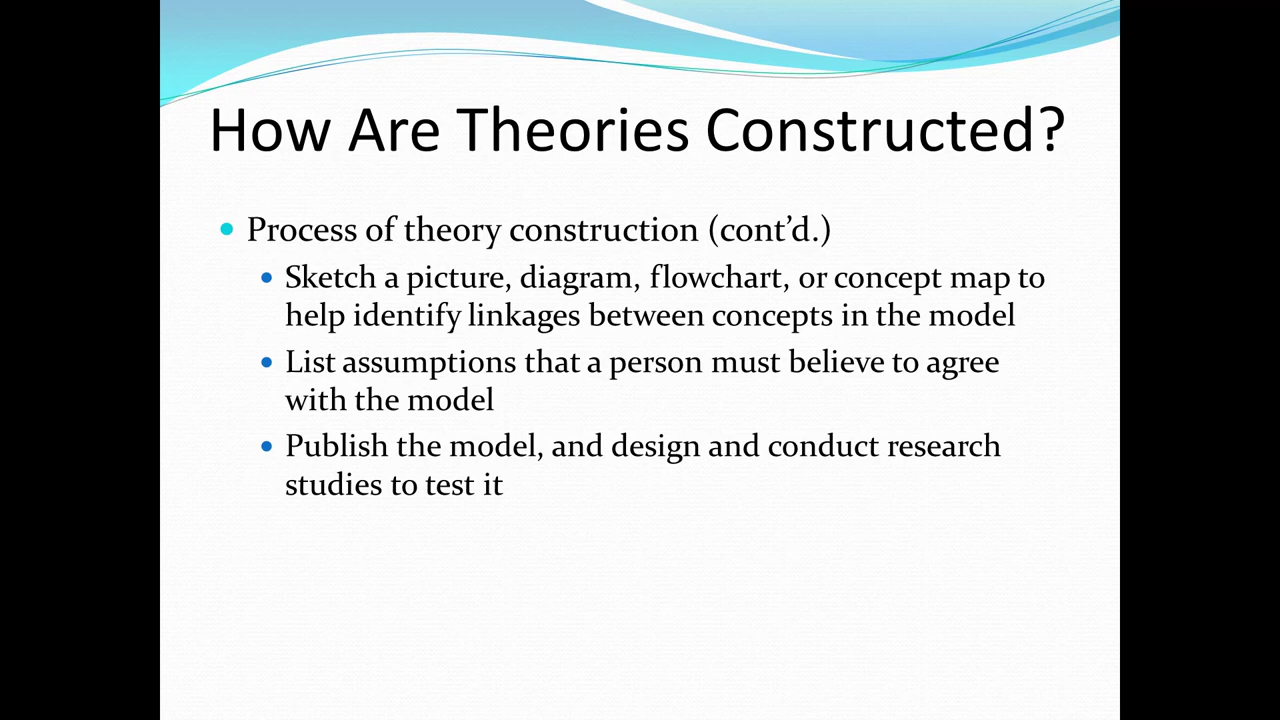 How Are Theories Constructed?
• Process of theory construction (cont’d.)
• Sketch a picture, diagram, flowchart, or concept map to
help identify linkages between concepts in the model
• List assumptions that a person must believe to agree
with the model
• Publish the model, and design and conduct research
studies to test it